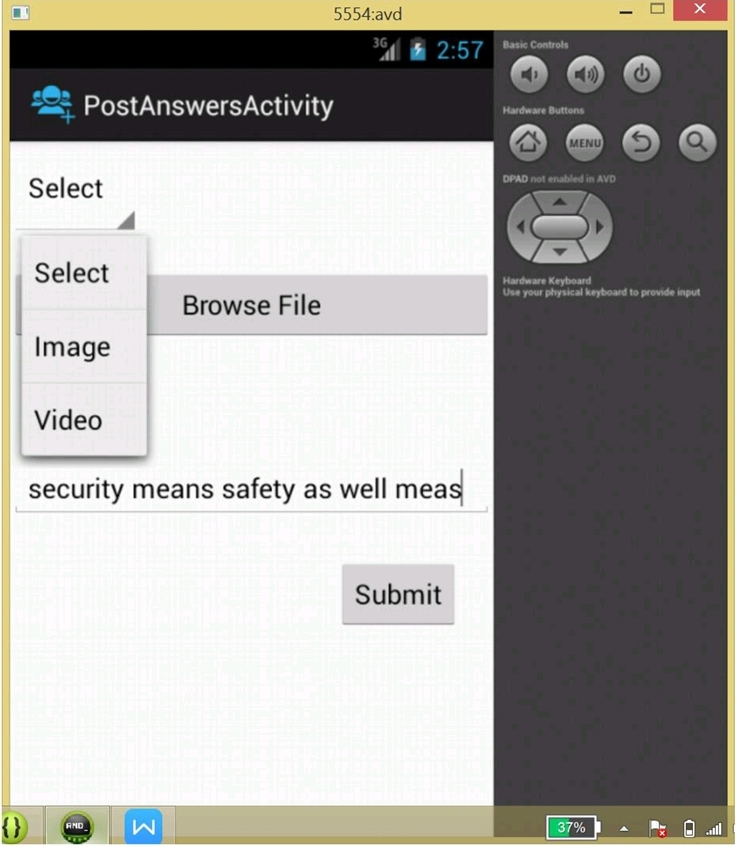 5554:avd
3G 2:57
PostAnswersActivity
Select
Select
Image
Video
Browse File
security means safety as well meas
Submit
Basic Controls
Hardware Buttons
MENU
DPAD not enabled in AVD
Hardware Keyboard
Use your physical keyboard to provide input
{} AND_ W 37%